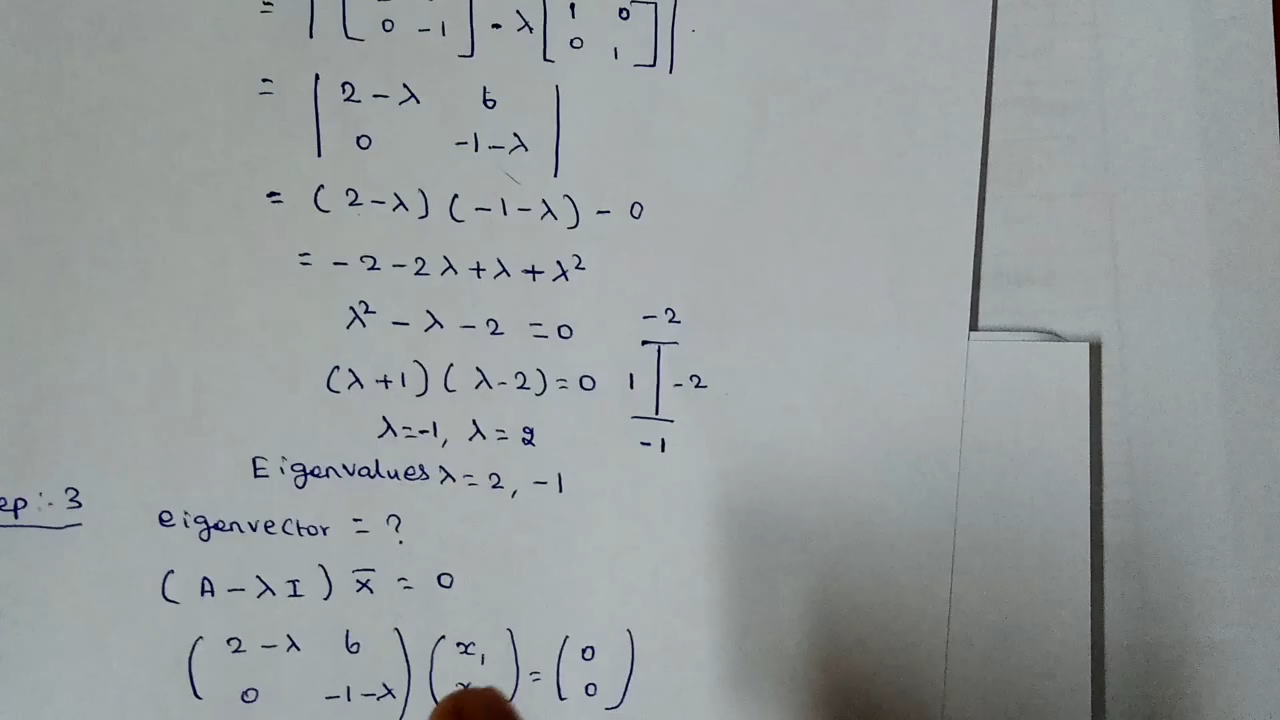 = | [ 0 -1 ] - λ [ 1 0 0 1 ] | .
= | 2-λ 6 |
| 0 -1-λ |
= (2-λ) (-1-λ) - 0
= -2-2λ+λ+λ²
λ² - λ - 2 = 0
-2
(λ+1) (λ-2) = 0 1 -2
λ=-1, λ=2
-1
Eigenvalues λ=2, -1
ep:-3
eigenvector = ?
(A-λI) x̄ = 0
( 2-λ 6 ) ( x₁ ) = ( 0 )
( 0 -1-λ ) ( ) ( 0 )